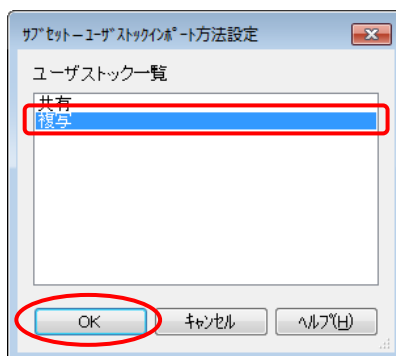 ｻﾌﾞｾｯﾄ－ﾕｰｻﾞｽﾄｯｸｲﾝﾎﾟｰﾄ方法設定
ユーザストック一覧
共有
複写
OK ｷｬﾝｾﾙ ﾍﾙﾌﾟ(H)